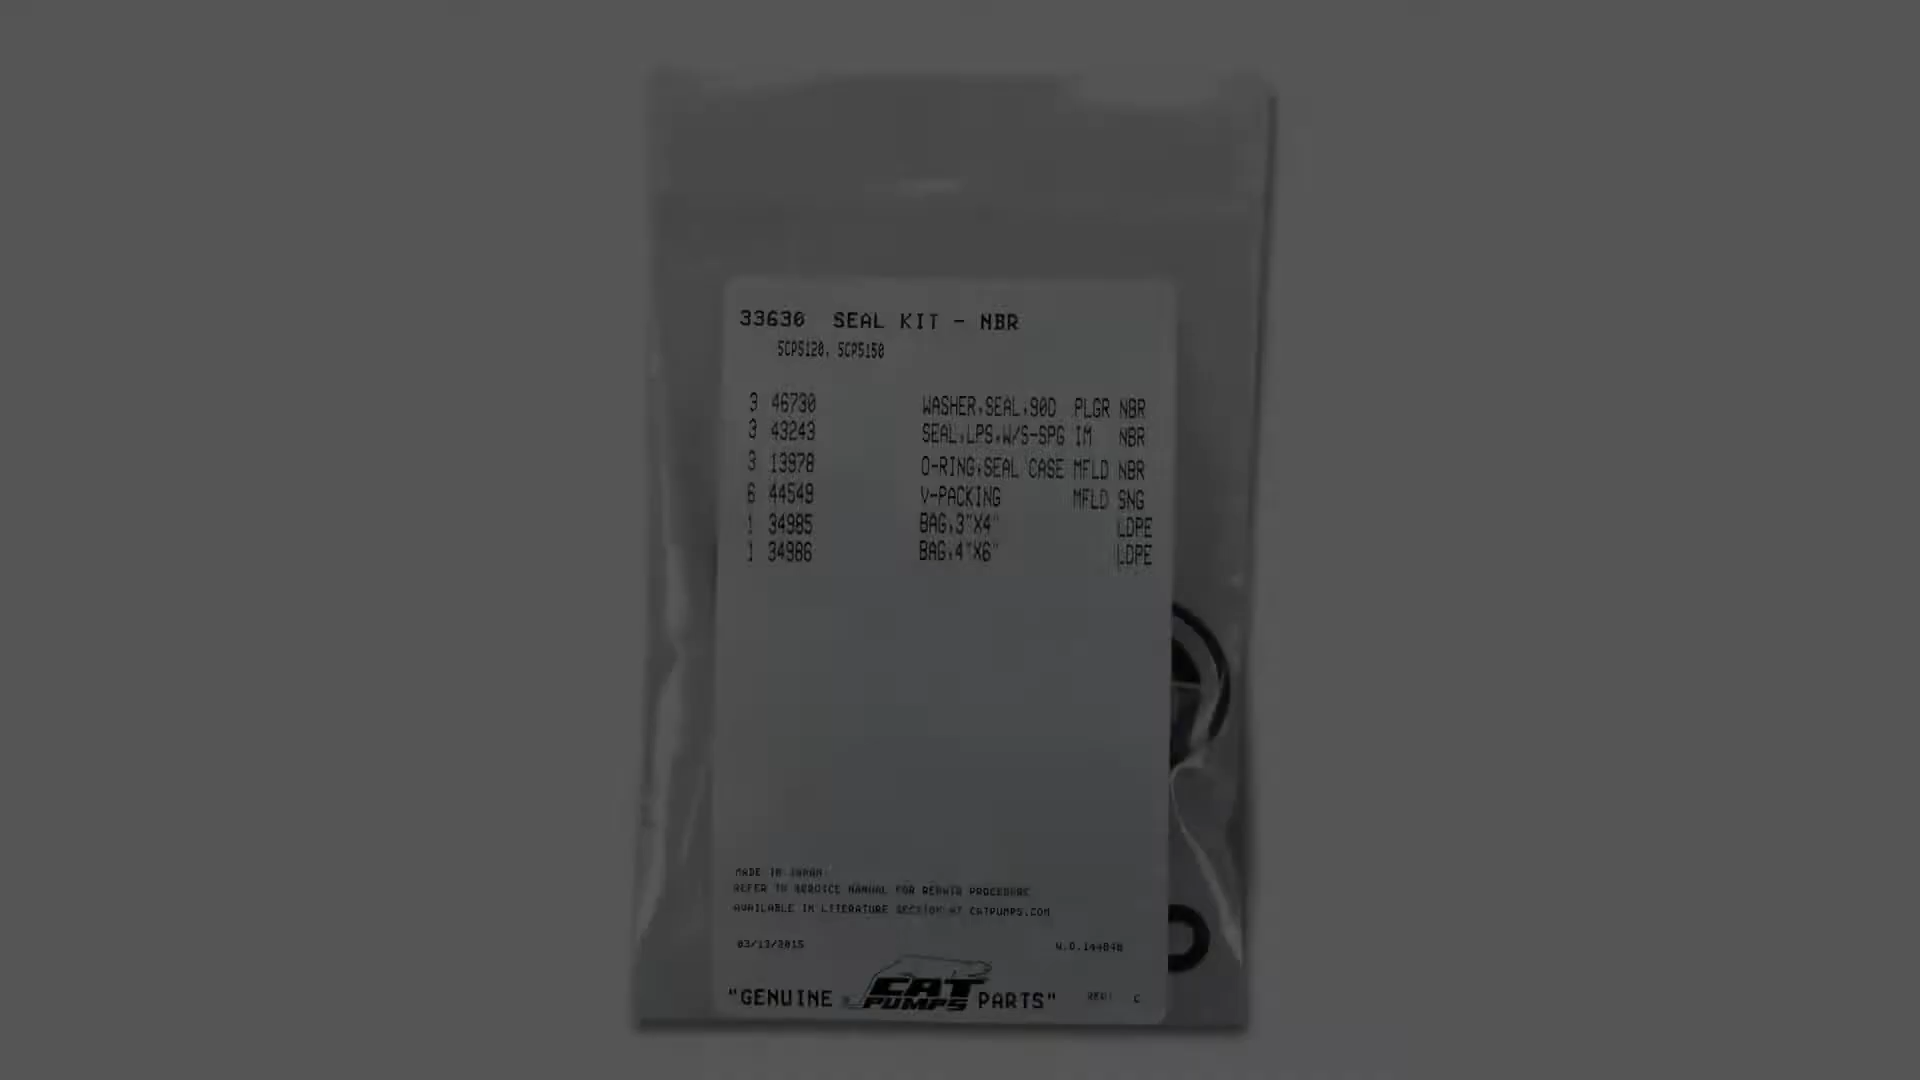 33630 SEAL KIT - NBR
5CP5120, 5CP5150
3 46730 WASHER,SEAL,90D PLGR NBR
3 43243 SEAL,LPS,W/S-SPG IM NBR
3 13978 O-RING,SEAL CASE MFLD NBR
6 44549 V-PACKING MFLD SNG
1 34985 BAG,3"X4" LDPE
1 34986 BAG,4"X6" LDPE
MADE IN JAPAN
REFER TO SERVICE MANUAL FOR REPAIR PROCEDURE
AVAILABLE IN LITERATURE SECTION AT CATPUMPS.COM
03/13/2015 W.O.144848
"GENUINE CAT PUMPS PARTS" REV: C